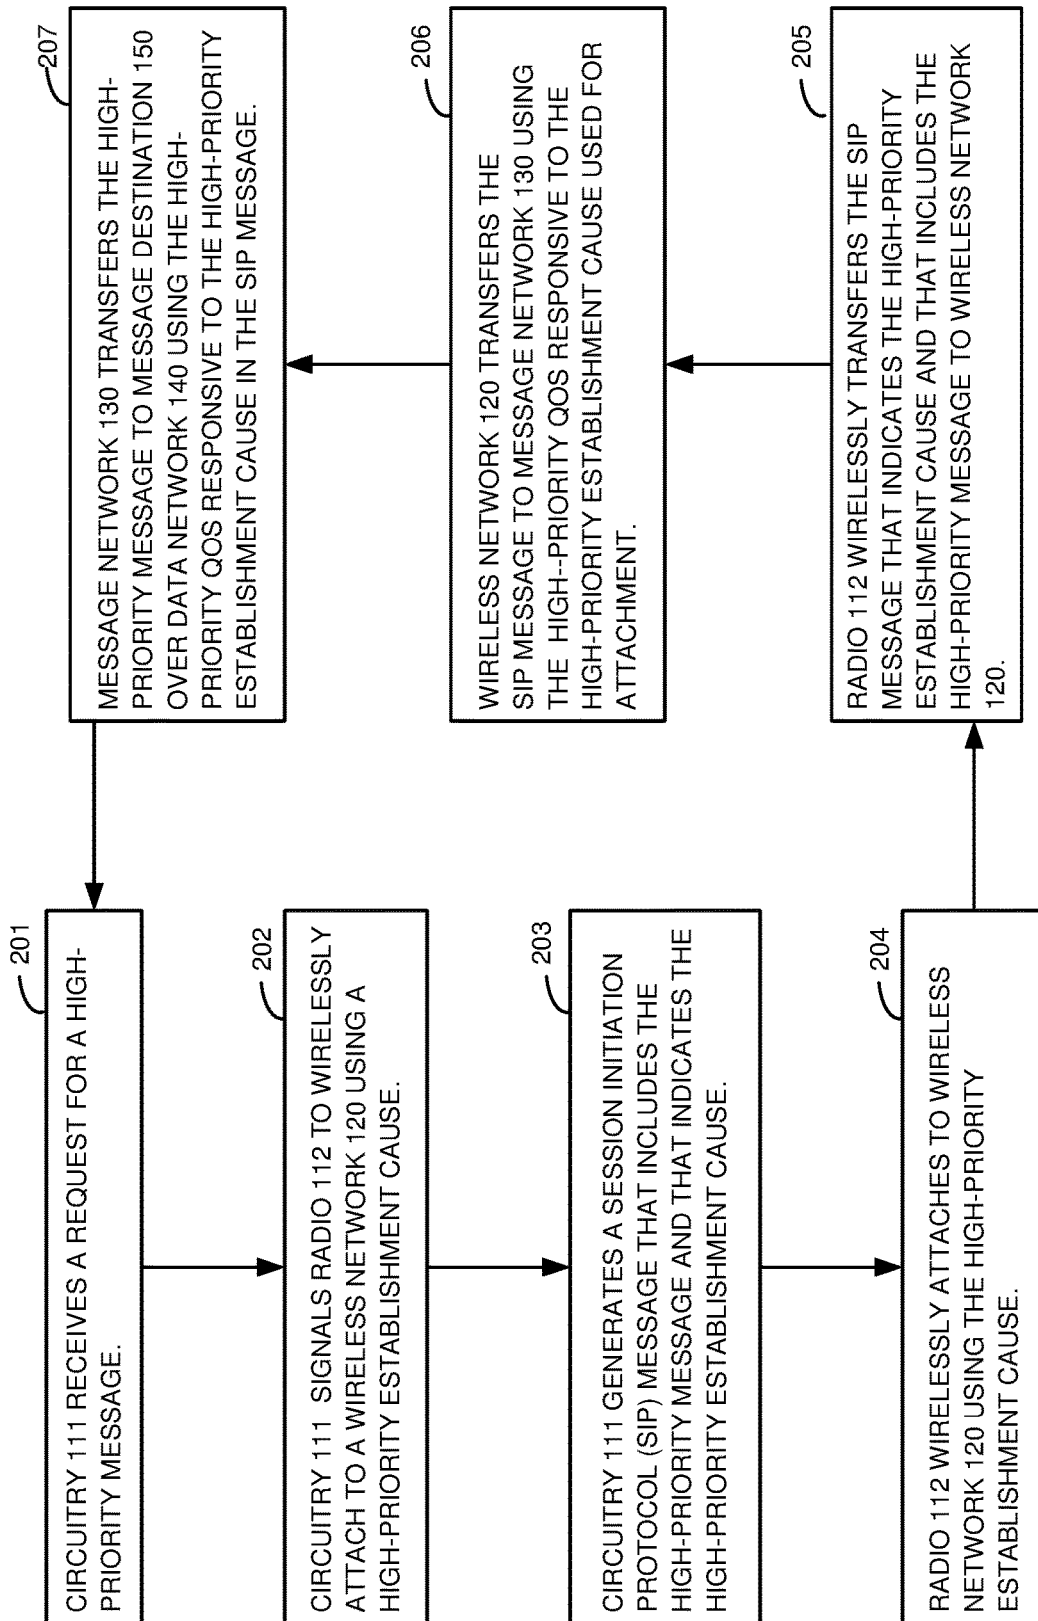 201
CIRCUITRY 111 RECEIVES A REQUEST FOR A HIGH-
PRIORITY MESSAGE.
202
CIRCUITRY 111 SIGNALS RADIO 112 TO WIRELESSLY
ATTACH TO A WIRELESS NETWORK 120 USING A
HIGH-PRIORITY ESTABLISHMENT CAUSE.
203
CIRCUITRY 111 GENERATES A SESSION INITIATION
PROTOCOL (SIP) MESSAGE THAT INCLUDES THE
HIGH-PRIORITY MESSAGE AND THAT INDICATES THE
HIGH-PRIORITY ESTABLISHMENT CAUSE.
204
RADIO 112 WIRELESSLY ATTACHES TO WIRELESS
NETWORK 120 USING THE HIGH-PRIORITY
ESTABLISHMENT CAUSE.
205
RADIO 112 WIRELESSLY TRANSFERS THE SIP
MESSAGE THAT INDICATES THE HIGH-PRIORITY
ESTABLISHMENT CAUSE AND THAT INCLUDES THE
HIGH-PRIORITY MESSAGE TO WIRELESS NETWORK
120.
206
WIRELESS NETWORK 120 TRANSFERS THE
SIP MESSAGE TO MESSAGE NETWORK 130 USING
THE HIGH--PRIORITY QOS RESPONSIVE TO THE
HIGH-PRIORITY ESTABLISHMENT CAUSE USED FOR
ATTACHMENT.
207
MESSAGE NETWORK 130 TRANSFERS THE HIGH-
PRIORITY MESSAGE TO MESSAGE DESTINATION 150
OVER DATA NETWORK 140 USING THE HIGH-
PRIORITY QOS RESPONSIVE TO THE HIGH-PRIORITY
ESTABLISHMENT CAUSE IN THE SIP MESSAGE.